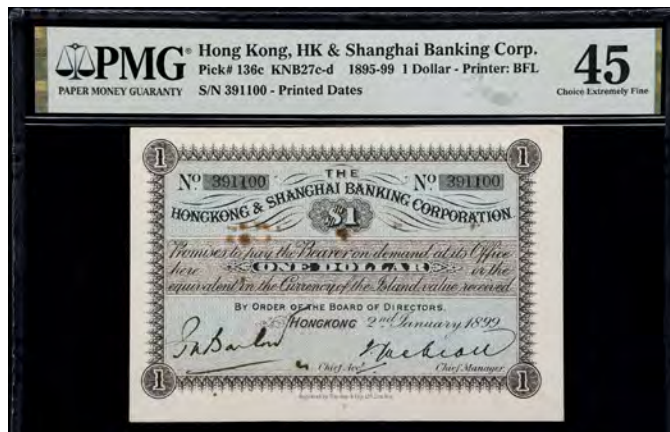 PMG®
PAPER MONEY GUARANTY
Hong Kong, HK & Shanghai Banking Corp.
Pick# 136c KNB27c-d 1895-99 1 Dollar - Printer: BFL
S/N 391100 - Printed Dates
45
Choice Extremely Fine
1 1
THE
No 391100 No 391100
HONGKONG & SHANGHAI BANKING CORPORATION
$1
Promises to pay the Bearer on demand at its Office
here ONE DOLLAR or the
equivalent in the Currency of the Island, value received
BY ORDER OF THE BOARD OF DIRECTORS.
HONGKONG 2nd January 1899
Chief Acct. Chief Manager
1 1